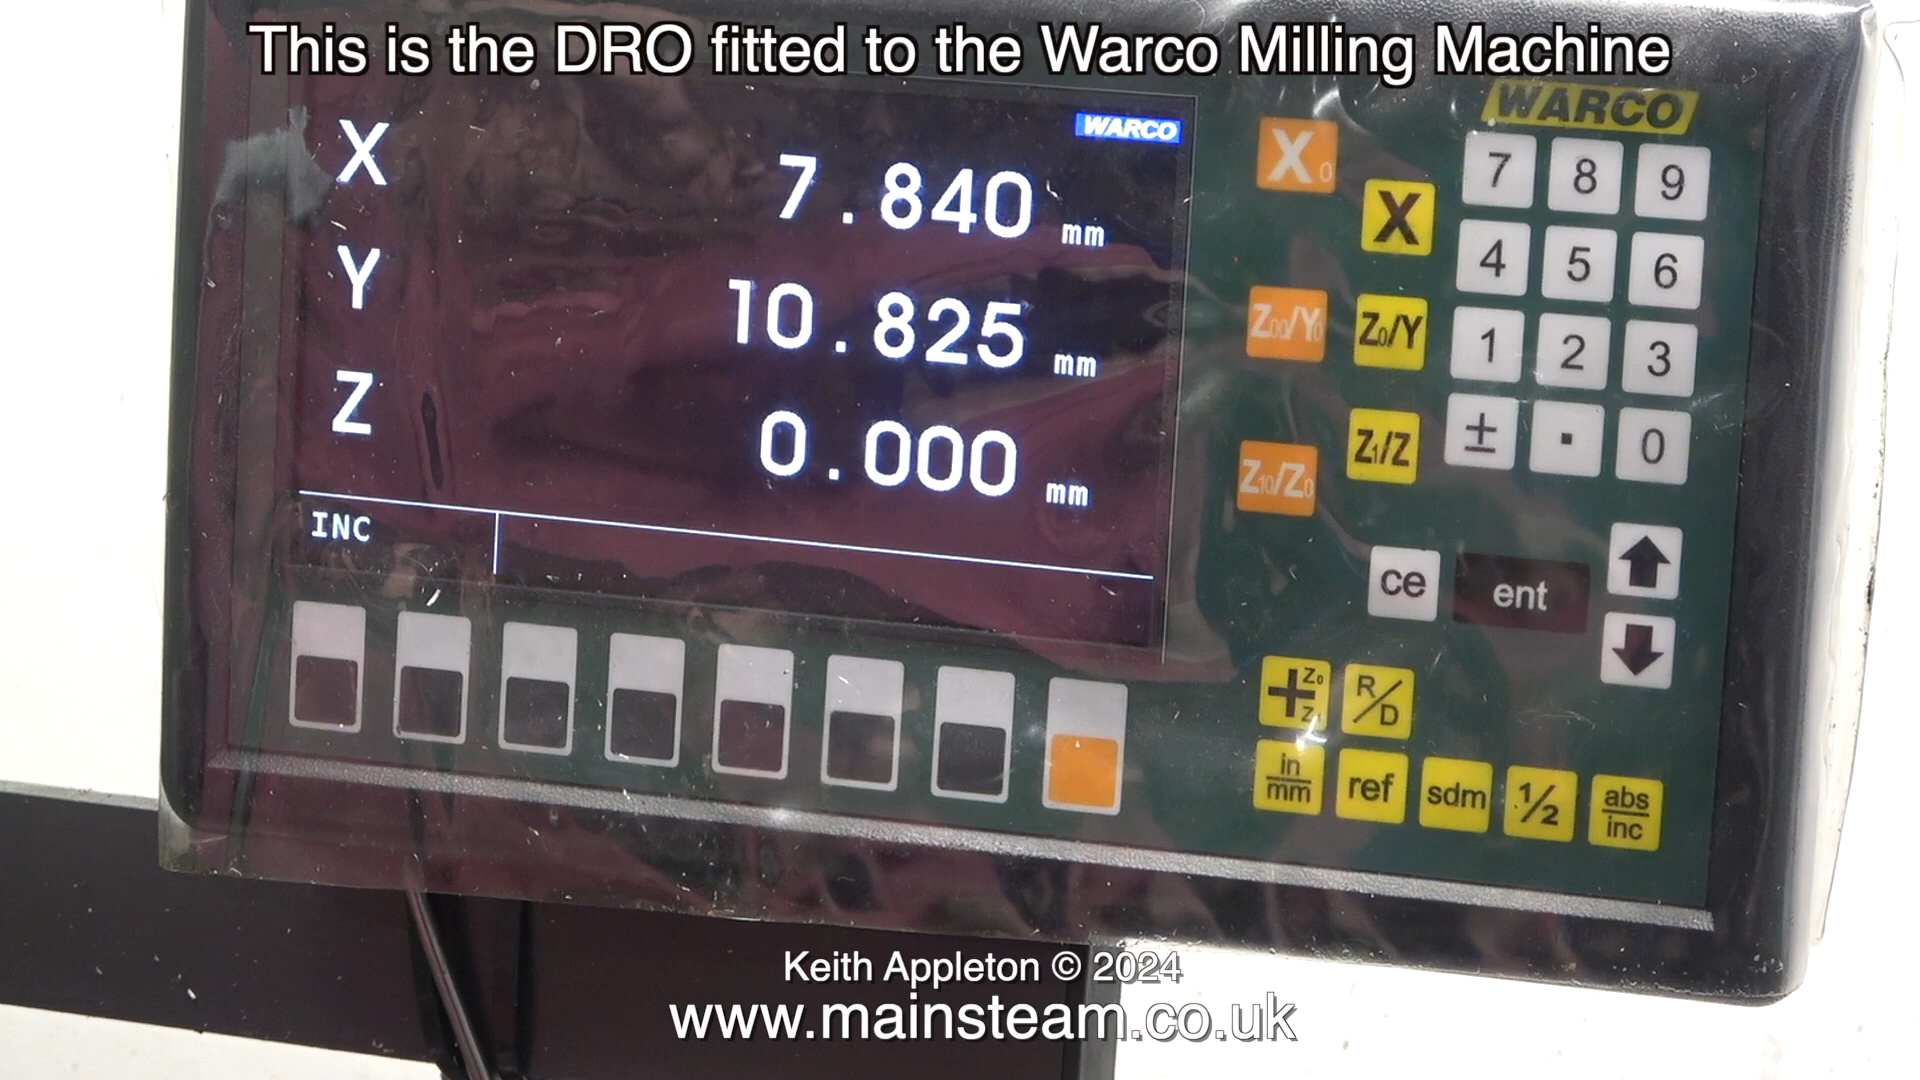 This is the DRO fitted to the Warco Milling Machine
WARCO
X 7.840 mm
Y 10.825 mm
Z 0.000 mm
INC
WARCO
X0
X
7 8 9
4 5 6
Z00/Y0
Z0/Y
1 2 3
Z10/Z0
Z1/Z
± . 0
ce
ent
+Z0 Z1
R/D
in
mm
ref
sdm
1/2
abs
inc
Keith Appleton © 2024
www.mainsteam.co.uk